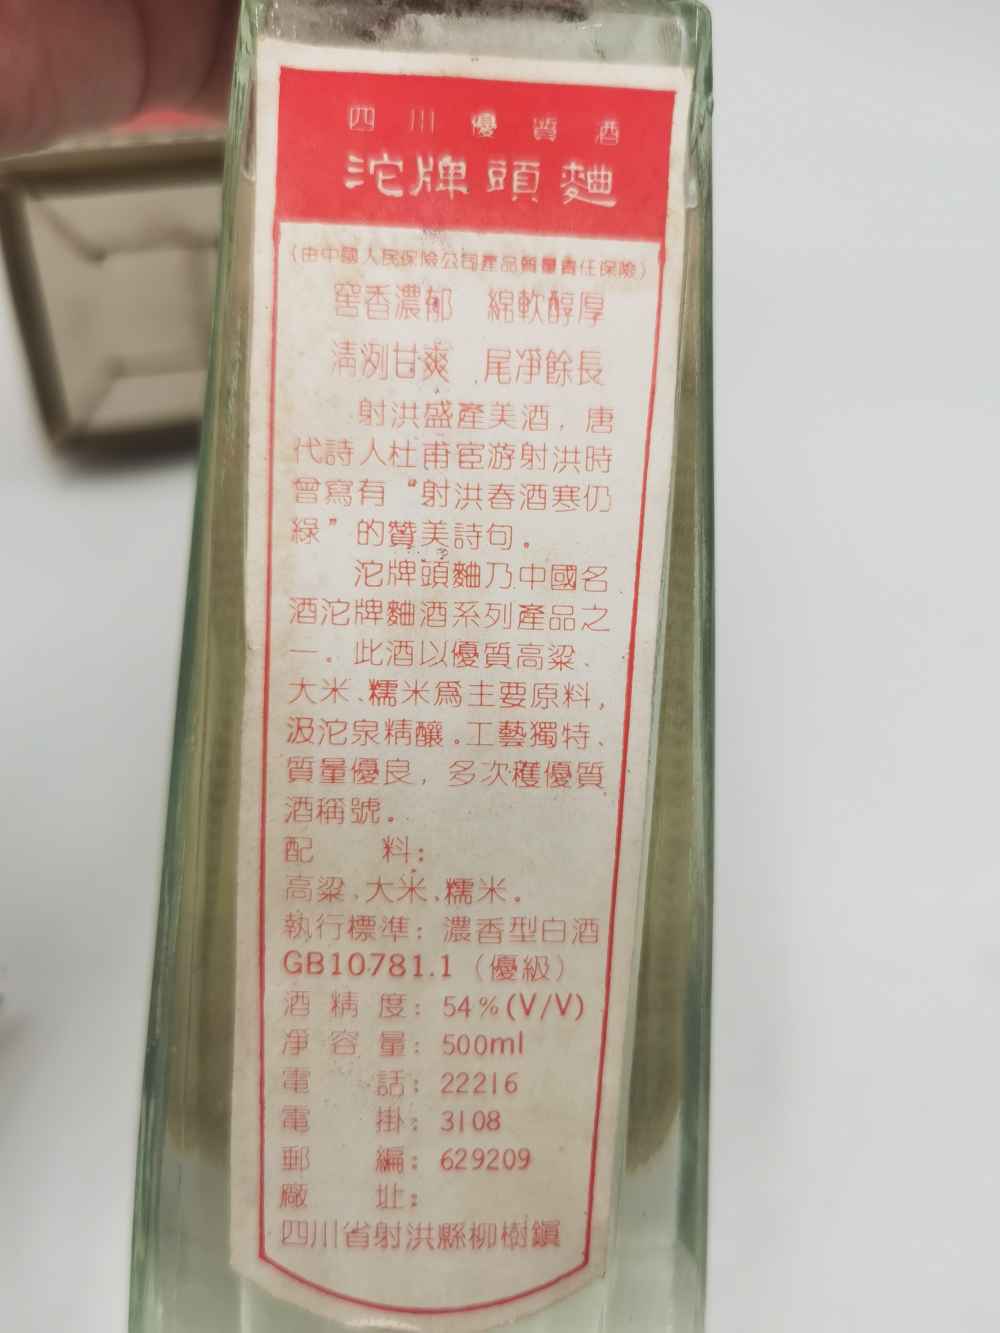 四川優質酒
沱牌頭麯
（由中國人民保險公司產品質量責任保險）
窖香濃郁　綿軟醇厚
清洌甘爽　尾净餘長
射洪盛產美酒，唐
代詩人杜甫宦游射洪時
曾寫有“射洪春酒寒仍
綠”的贊美詩句。
沱牌頭麯乃中國名
酒沱牌麯酒系列產品之
一。此酒以優質高粱、
大米、糯米爲主要原料，
汲沱泉精釀。工藝獨特、
質量優良，多次穫優質
酒稱號。
配　料：
高粱、大米、糯米。
執行標準：濃香型白酒
GB10781.1（優級）
酒精度：54%(V/V)
净容量：500ml
電　話：22216
電　掛：3108
郵　編：629209
廠　址：
四川省射洪縣柳樹鎮